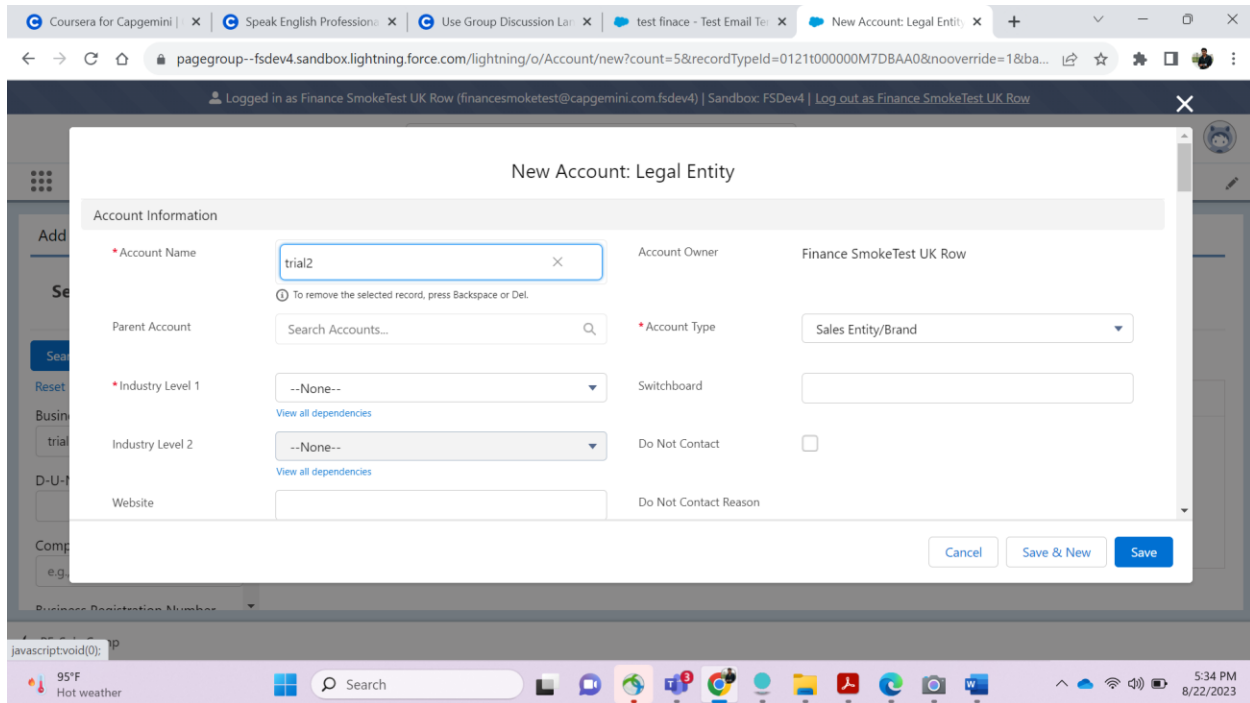 Coursera for Capgemini |
Speak English Professiona
Use Group Discussion Lan
test finace - Test Email Ter
New Account: Legal Entity
pagegroup--fsdev4.sandbox.lightning.force.com/lightning/o/Account/new?count=5&recordTypeId=0121t000000M7DBAA0&nooverride=1&ba...
Logged in as Finance SmokeTest UK Row (financesmoketest@capgemini.com.fsdev4) | Sandbox: FSDev4 | Log out as Finance SmokeTest UK Row
New Account: Legal Entity
Account Information
Add
*Account Name
trial2
Account Owner
Finance SmokeTest UK Row
To remove the selected record, press Backspace or Del.
Se
Parent Account
Search Accounts...
*Account Type
Sales Entity/Brand
Sear
Reset
*Industry Level 1
--None--
Switchboard
View all dependencies
Busin
trial
Industry Level 2
--None--
Do Not Contact
View all dependencies
D-U-N
Website
Do Not Contact Reason
Comp
e.g.,
Cancel
Save & New
Save
Business Registration Number
javascript:void(0);
95°F
Hot weather
Search
3
5:34 PM
8/22/2023